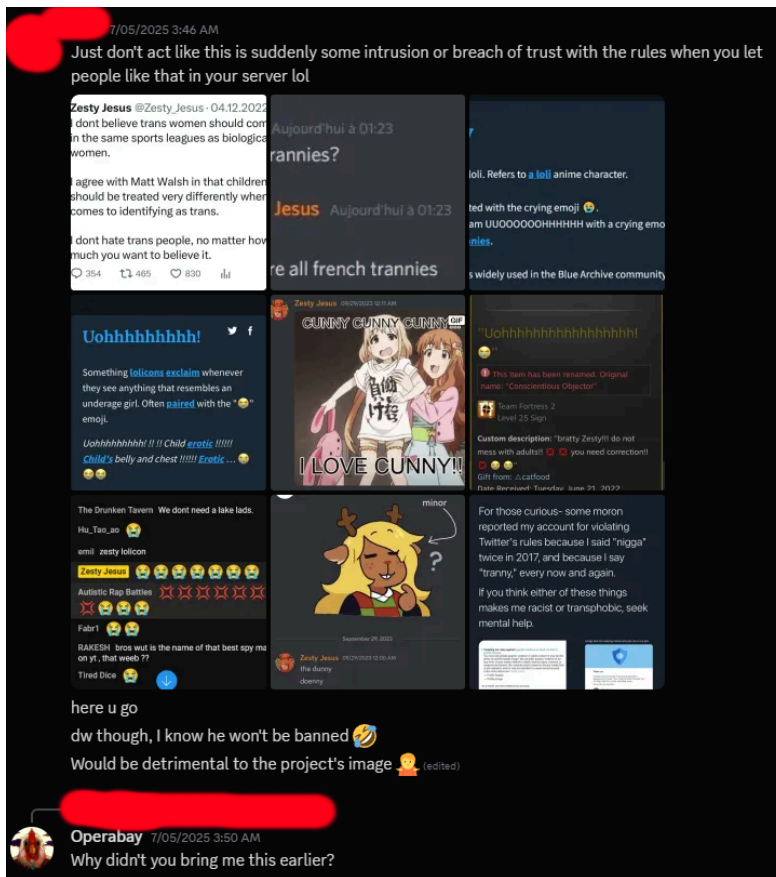 7/05/2025 3:46 AM
Just don't act like this is suddenly some intrusion or breach of trust with the rules when you let
people like that in your server lol
Zesty Jesus @Zesty_Jesus · 04.12.2022
I dont believe trans women should com
in the same sports leagues as biologica
women.
I agree with Matt Walsh in that children
should be treated very differently when
comes to identifying as trans.
I dont hate trans people, no matter how
much you want to believe it.
354 465 830
Aujourd'hui à 01:23
rannies?
Jesus Aujourd'hui à 01:23
re all french trannies
loli. Refers to a loli anime character.
ted with the crying emoji 😭.
am UUOOOOOOHHHHHH with a crying emo
nies.
s widely used in the Blue Archive community
Uohhhhhhhhh!
Something lolicons exclaim whenever
they see anything that resembles an
underage girl. Often paired with the "😭"
emoji.
Uohhhhhhhh! !! !! Child erotic !!!!!!
Child's belly and chest !!!!!! Erotic ... 😭
😭😭
Zesty Jesus 09/29/2023 12:11 AM
CUNNY CUNNY CUNNY
GIF
I LOVE CUNNY!!
"Uohhhhhhhhhhhhhhhhh!
😭"
This item has been renamed. Original
name: "Conscientious Objector"
Team Fortress 2
Level 25 Sign
Custom description: "bratty Zesty!!! do not
mess with adults!! 💢 💢 you need correction!!
💢 😭 😭"
Gift from: catfood
Date Received: Tuesday, June 21, 2022
The Drunken Tavern We dont need a lake lads.
Hu_Tao_ao 😭
emil zesty lolicon
Zesty Jesus 😭😭😭😭😭😭😭
Autistic Rap Battles 💢💢💢💢💢💢💢
💢😭😭😭
Fabr1 😭😭
RAKESH bros wut is the name of that best spy ma
on yt , that weeb ??
Tired Dice 😭
minor
?
September 29, 2023
Zesty Jesus 09/29/2023 12:30 AM
the dunny
doenny
For those curious- some moron
reported my account for violating
Twitter's rules because I said "nigga"
twice in 2017, and because I say
"tranny," every now and again.
If you think either of these things
makes me racist or transphobic, seek
mental help.
here u go
dw though, I know he won't be banned 🤣
Would be detrimental to the project's image 🤷 (edited)
Operabay 7/05/2025 3:50 AM
Why didn't you bring me this earlier?